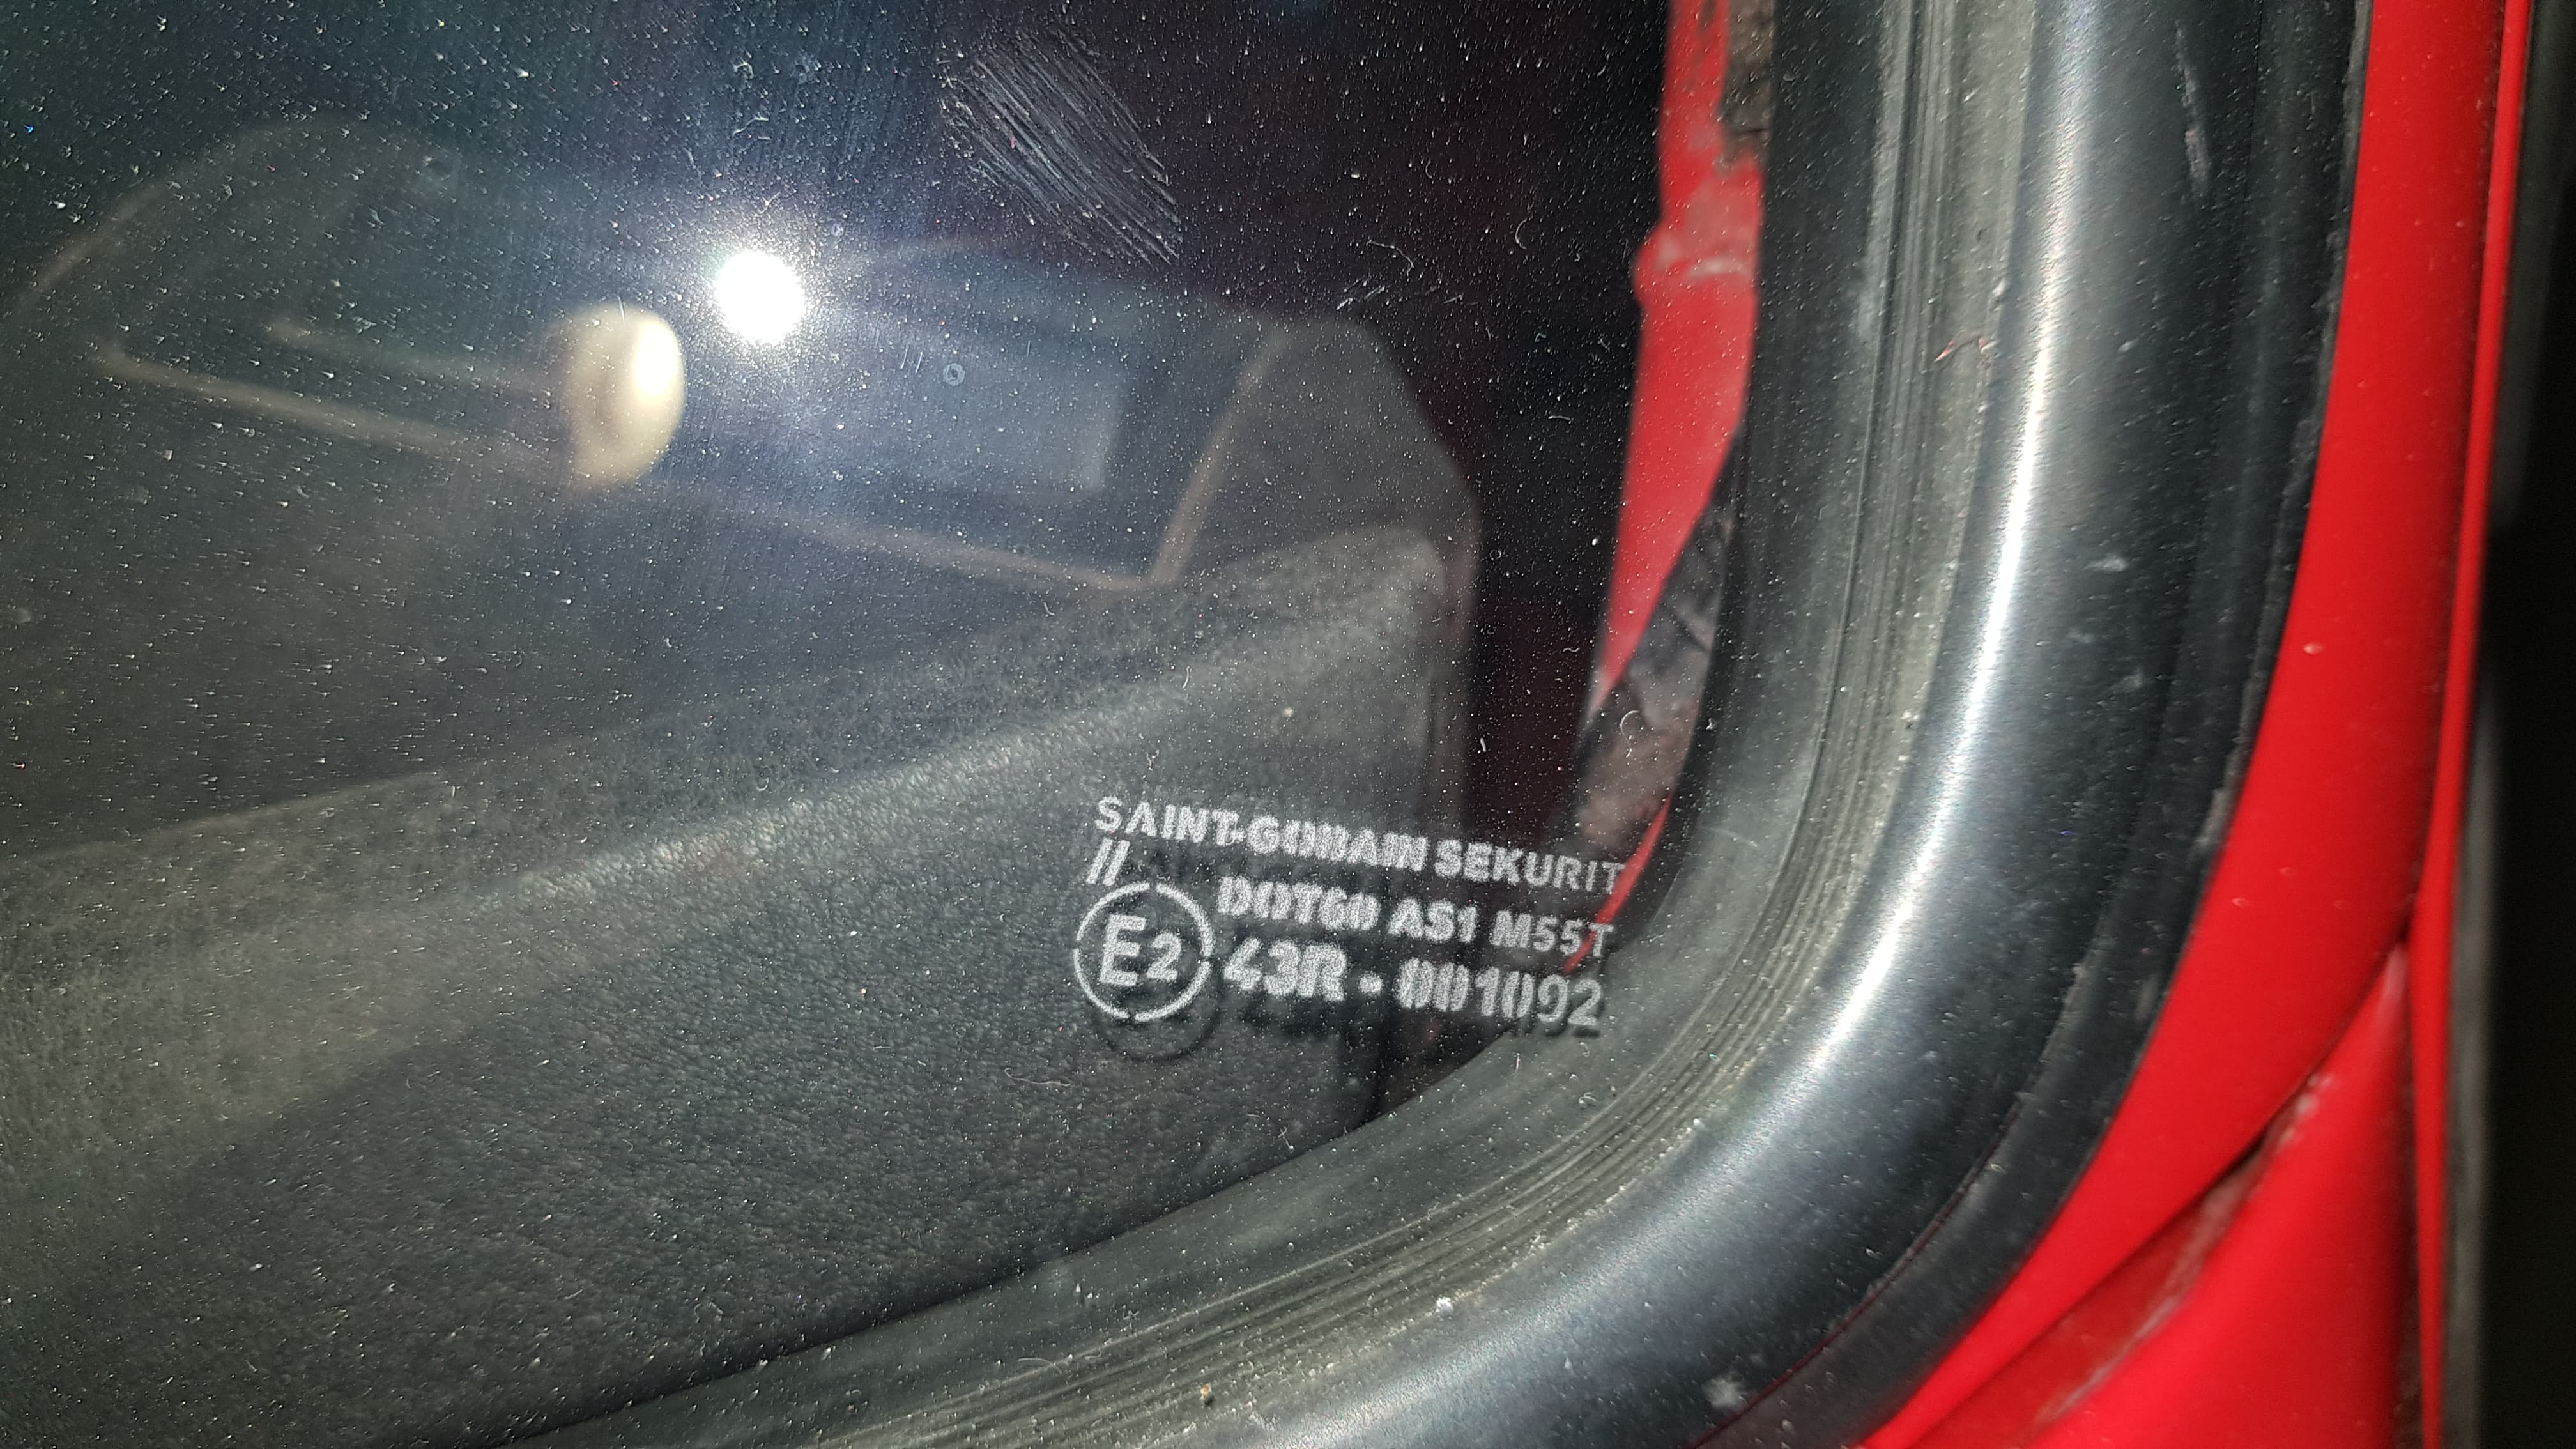 SAINT-GOBAIN SEKURIT
//
DOT60 AS1 M55T
E2 43R - 001092